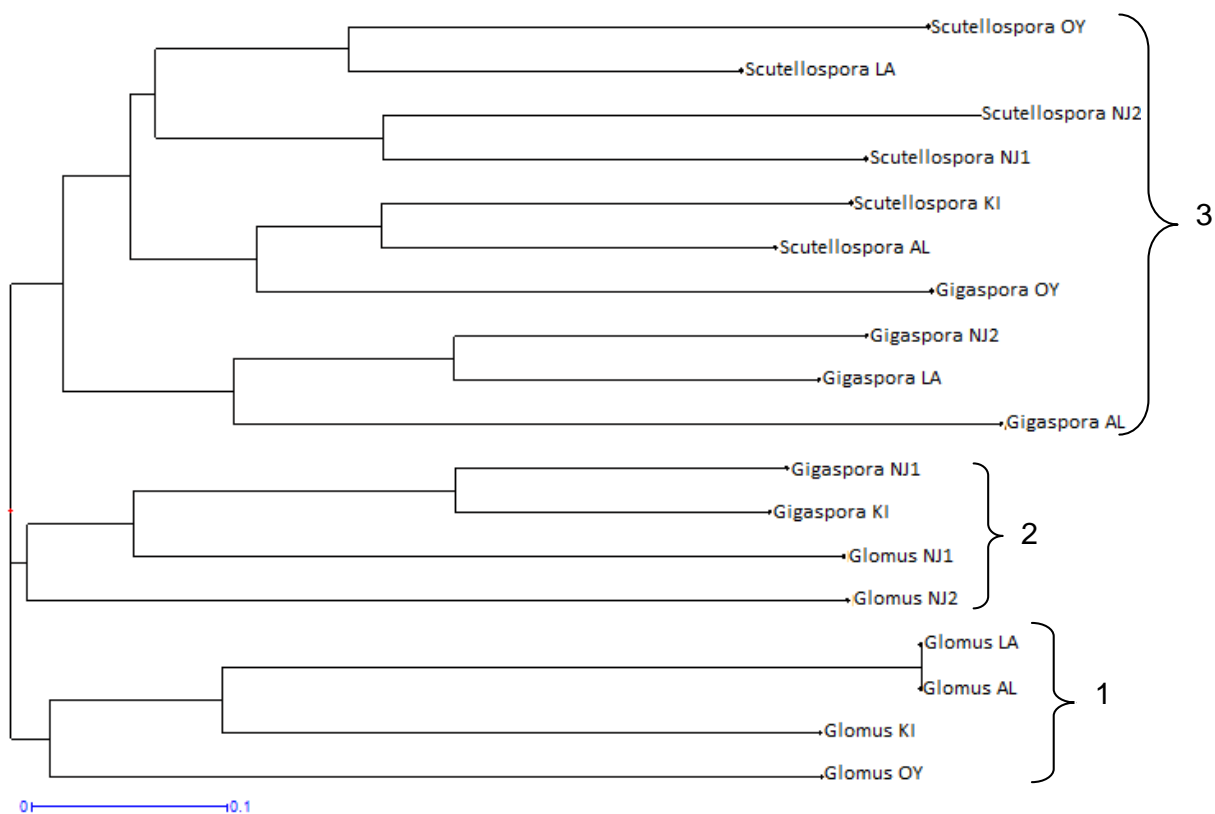 Scutellospora OY
Scutellospora LA
Scutellospora NJ2
Scutellospora NJ1
Scutellospora KI
3
Scutellospora AL
Gigaspora OY
Gigaspora NJ2
Gigaspora LA
Gigaspora AL
Gigaspora NJ1
Gigaspora KI
2
Glomus NJ1
Glomus NJ2
Glomus LA
Glomus AL
1
Glomus KI
Glomus OY
0 0.1